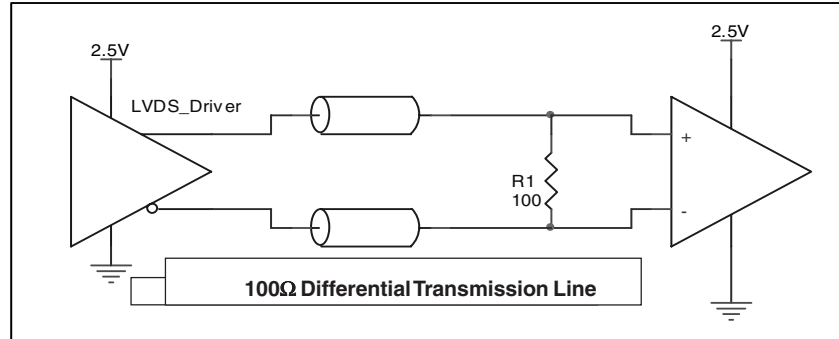 2.5V
2.5V
LVDS_Driver
+
R1
100
-
100Ω Differential Transmission Line